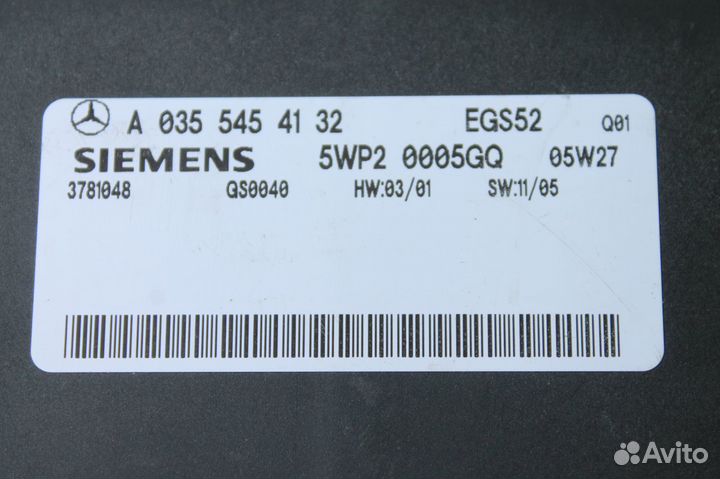 A 035 545 41 32 EGS52 Q01
SIEMENS 5WP2 0005GQ 05W27
3781048 QS0040 HW:03/01 SW:11/05
Avito